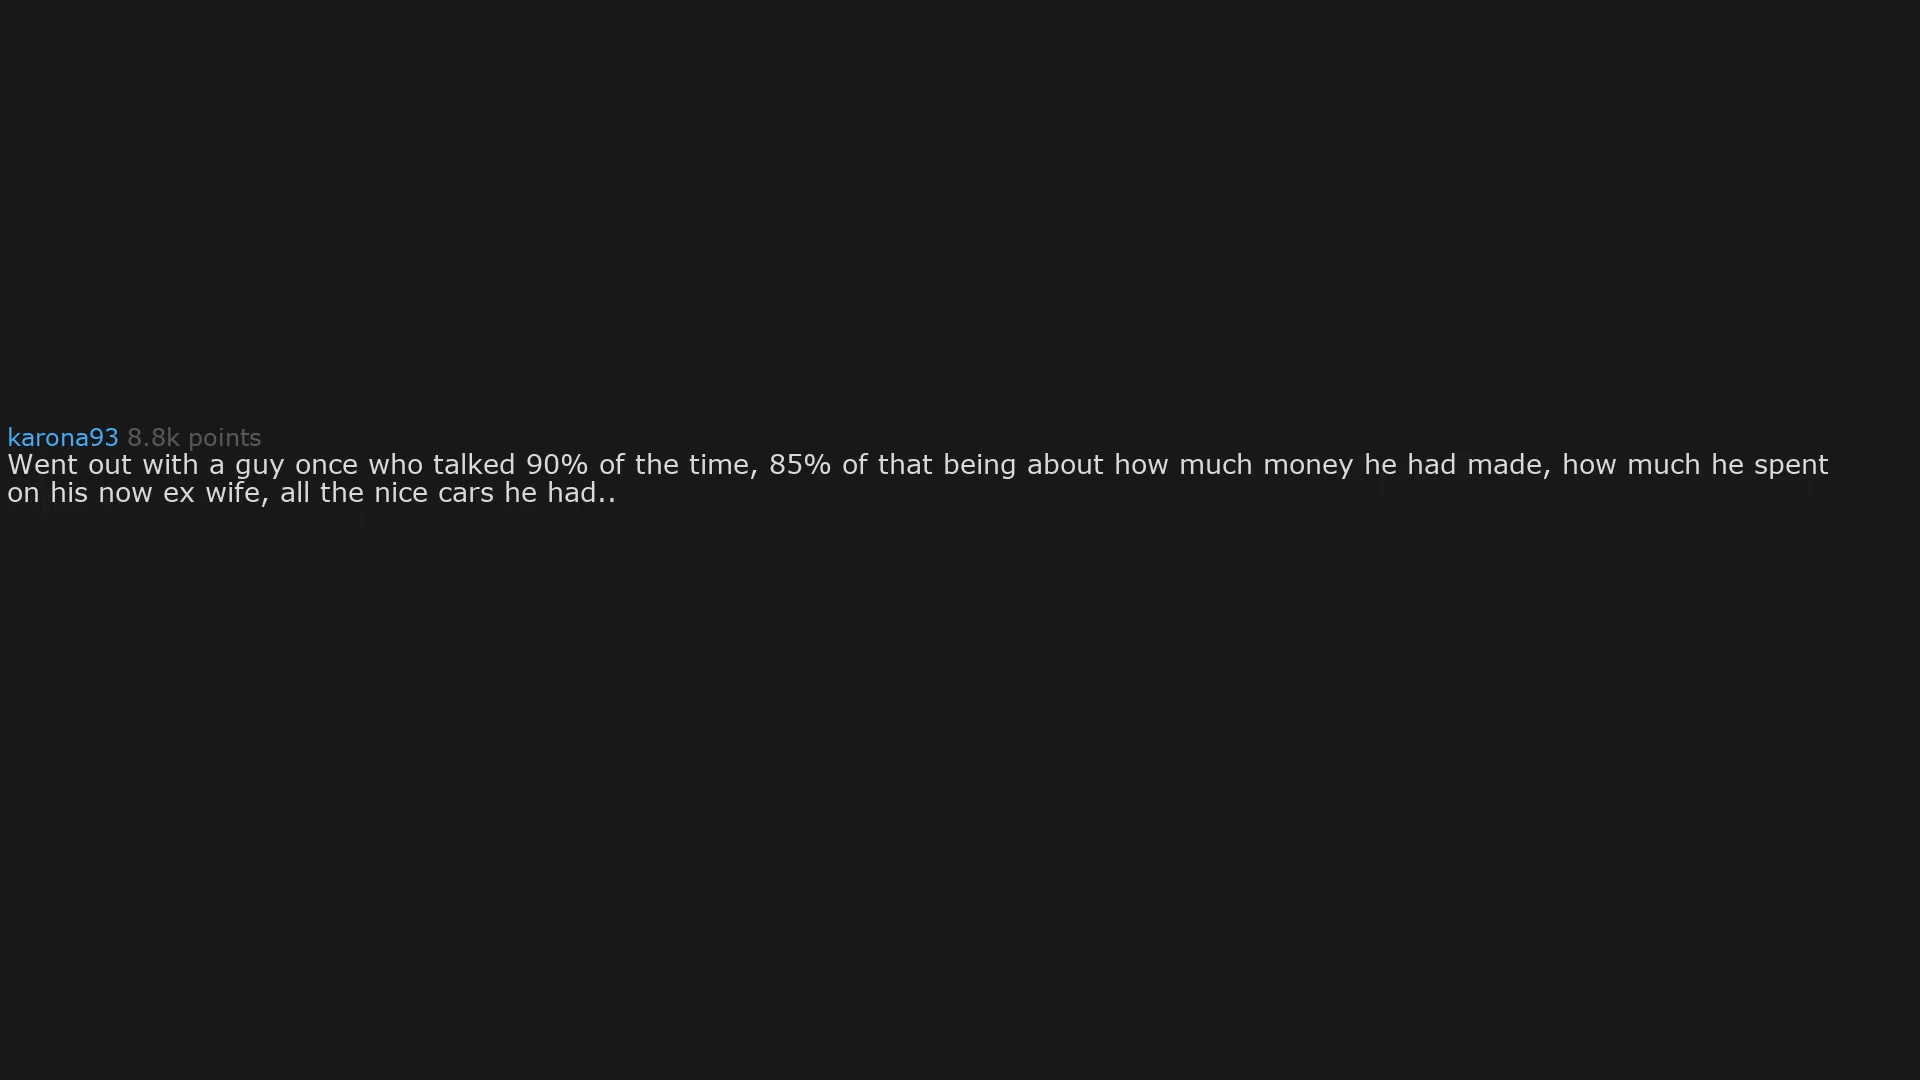 karona93 8.8k points
Went out with a guy once who talked 90% of the time, 85% of that being about how much money he had made, how much he spent
on his now ex wife, all the nice cars he had..